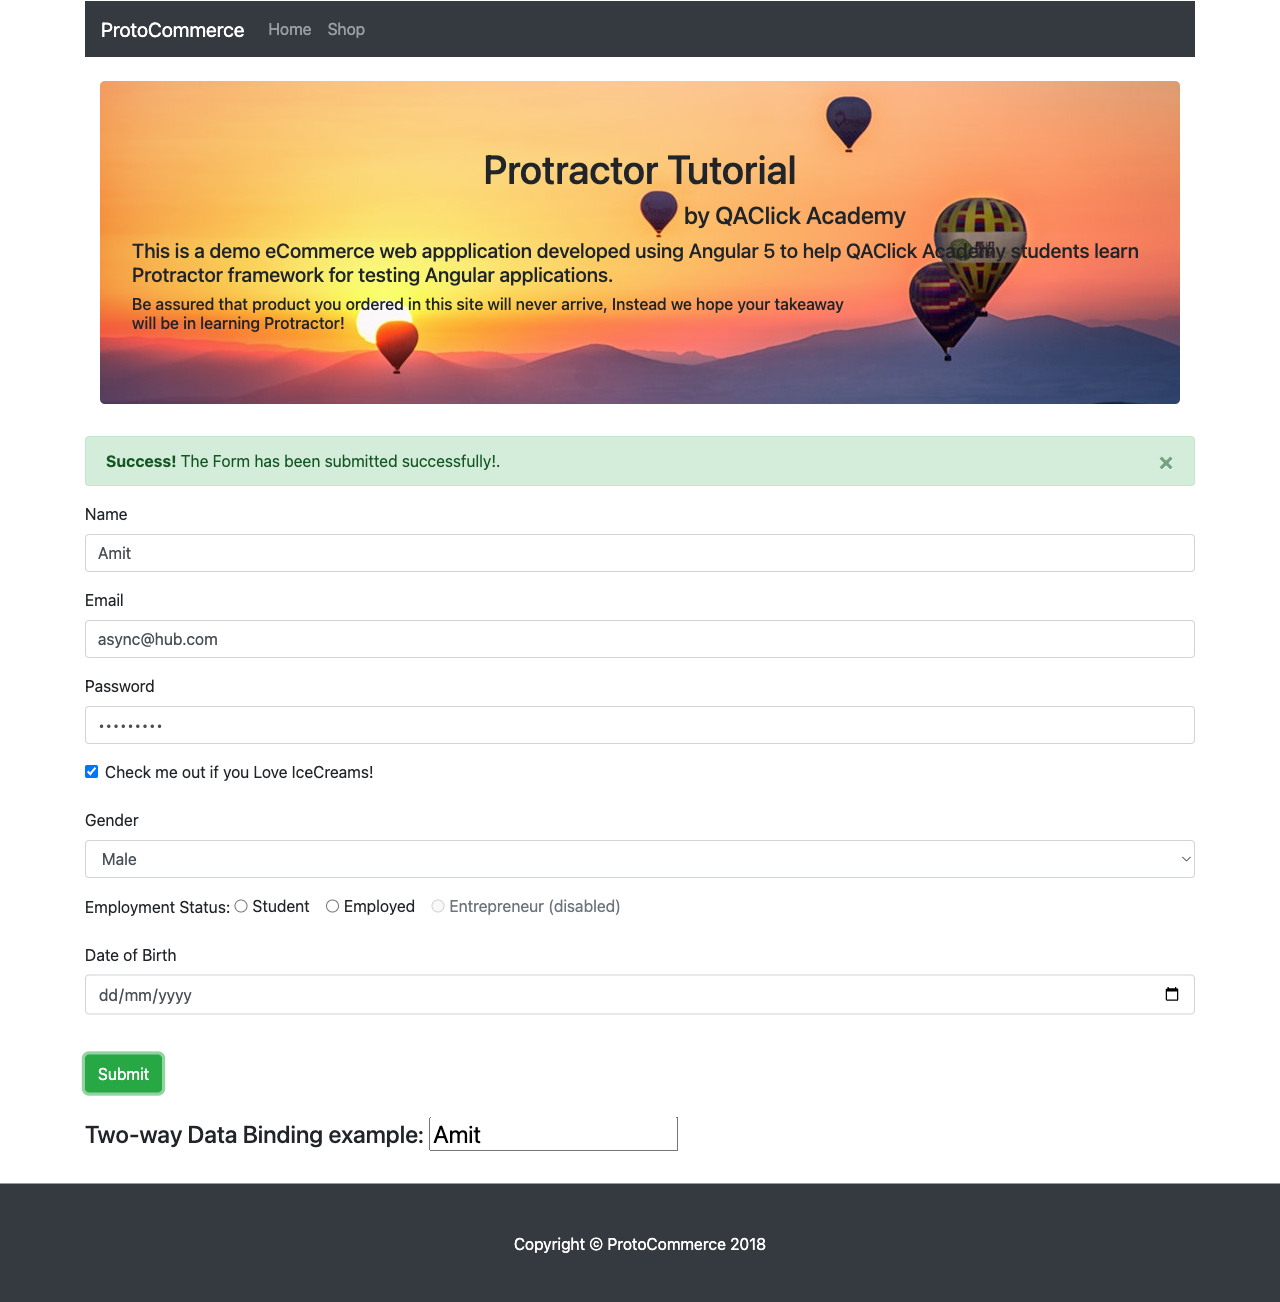 ProtoCommerce Home Shop
Protractor Tutorial
by QAClick Academy
This is a demo eCommerce web appplication developed using Angular 5 to help QAClick Academy students learn
Protractor framework for testing Angular applications.
Be assured that product you ordered in this site will never arrive, Instead we hope your takeaway
will be in learning Protractor!
Success! The Form has been submitted successfully!. ×
Name
Amit
Email
async@hub.com
Password
•••••••••
Check me out if you Love IceCreams!
Gender
Male
Employment Status: Student Employed Entrepreneur (disabled)
Date of Birth
dd/mm/yyyy
Submit
Two-way Data Binding example: Amit
Copyright © ProtoCommerce 2018